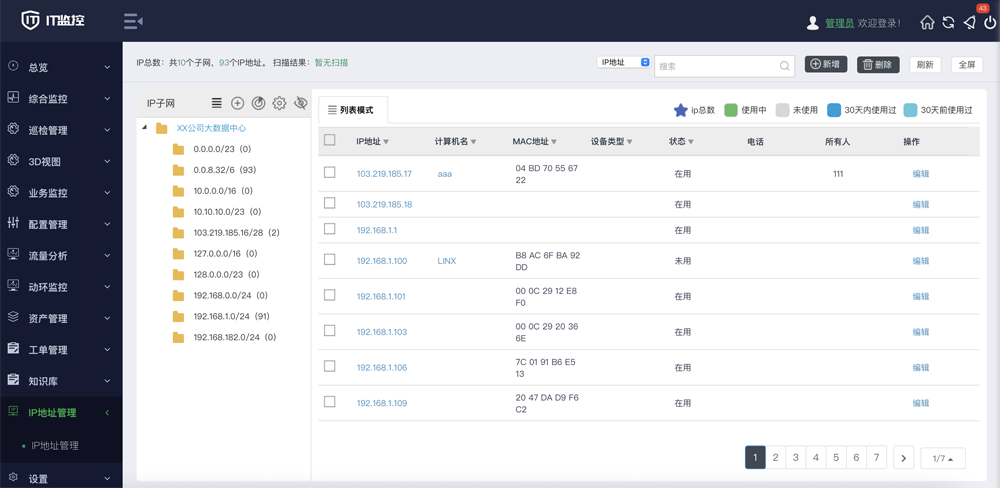 IT监控
管理员 欢迎登录！
43
总览
综合监控
巡检管理
3D视图
业务监控
配置管理
流量分析
动环监控
资产管理
工单管理
知识库
IP地址管理
IP地址管理
设置
IP总数：共10个子网，93个IP地址。 扫描结果：暂无扫描
IP地址 搜索 新增 删除 刷新 全屏
IP子网
XX公司大数据中心
0.0.0.0/23（0）
0.0.8.32/6（93）
10.0.0.0/16（0）
10.10.10.0/23（0）
103.219.185.16/28（2）
127.0.0.0/16（0）
128.0.0.0/23（0）
192.168.0.0/24（0）
192.168.1.0/24（91）
192.168.182.0/24（0）
列表模式
ip总数 使用中 未使用 30天内使用过 30天前使用过
IP地址 计算机名 MAC地址 设备类型 状态 电话 所有人 操作
103.219.185.17 aaa 04 BD 70 55 67 在用 111 编辑
22
103.219.185.18 在用 编辑
192.168.1.1 在用 编辑
192.168.1.100 LINX B8 AC 6F BA 92 未用 编辑
DD
192.168.1.101 00 0C 29 12 E8 在用 编辑
F0
192.168.1.103 00 0C 29 20 36 在用 编辑
6E
192.168.1.106 7C 01 91 B6 E5 在用 编辑
13
192.168.1.109 20 47 DA D9 F6 在用 编辑
C2
1 2 3 4 5 6 7 1/7